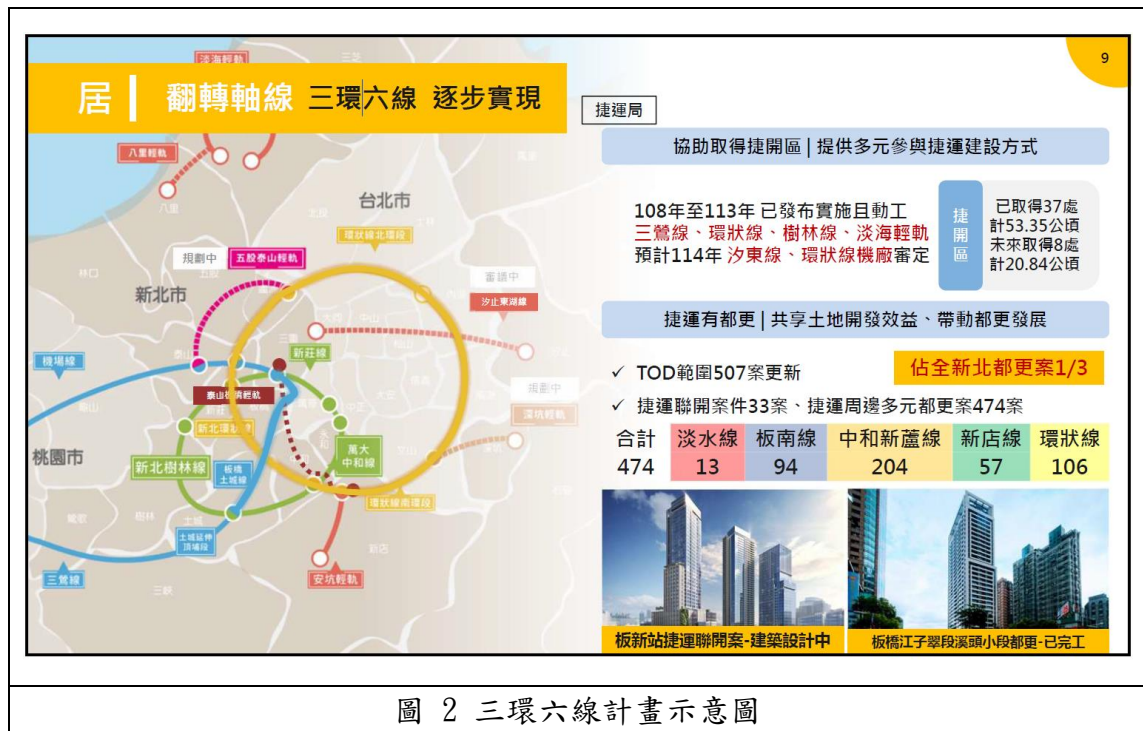 9
居 | 翻轉軸線 三環六線 逐步實現
捷運局
淡海輕軌
八里輕軌
八里
台北市
環狀線北環段
規劃中
五股泰山輕軌
審議中
汐止東湖線
林口
新北市
新莊線
機場線
泰山
規劃中
深坑輕軌
新北環狀線
桃園市
新北樹林線
板橋
土城線
萬大
中和線
環狀線南環段
鶯歌
樹林
土城
土城延伸
頂埔段
新店
三鶯線
三峽
安坑輕軌
協助取得捷開區 | 提供多元參與捷運建設方式
108年至113年 已發布實施且動工
三鶯線、環狀線、樹林線、淡海輕軌
預計114年 汐東線、環狀線機廠審定
捷開區
已取得37處
計53.35公頃
未來取得8處
計20.84公頃
捷運有都更 | 共享土地開發效益、帶動都更發展
✓ TOD範圍507案更新
佔全新北都更案1/3
✓ 捷運聯開案件33案、捷運周邊多元都更案474案
合計 淡水線 板南線 中和新蘆線 新店線 環狀線
474 13 94 204 57 106
板新站捷運聯開案-建築設計中
板橋江子翠段溪頭小段都更-已完工
圖 2 三環六線計畫示意圖